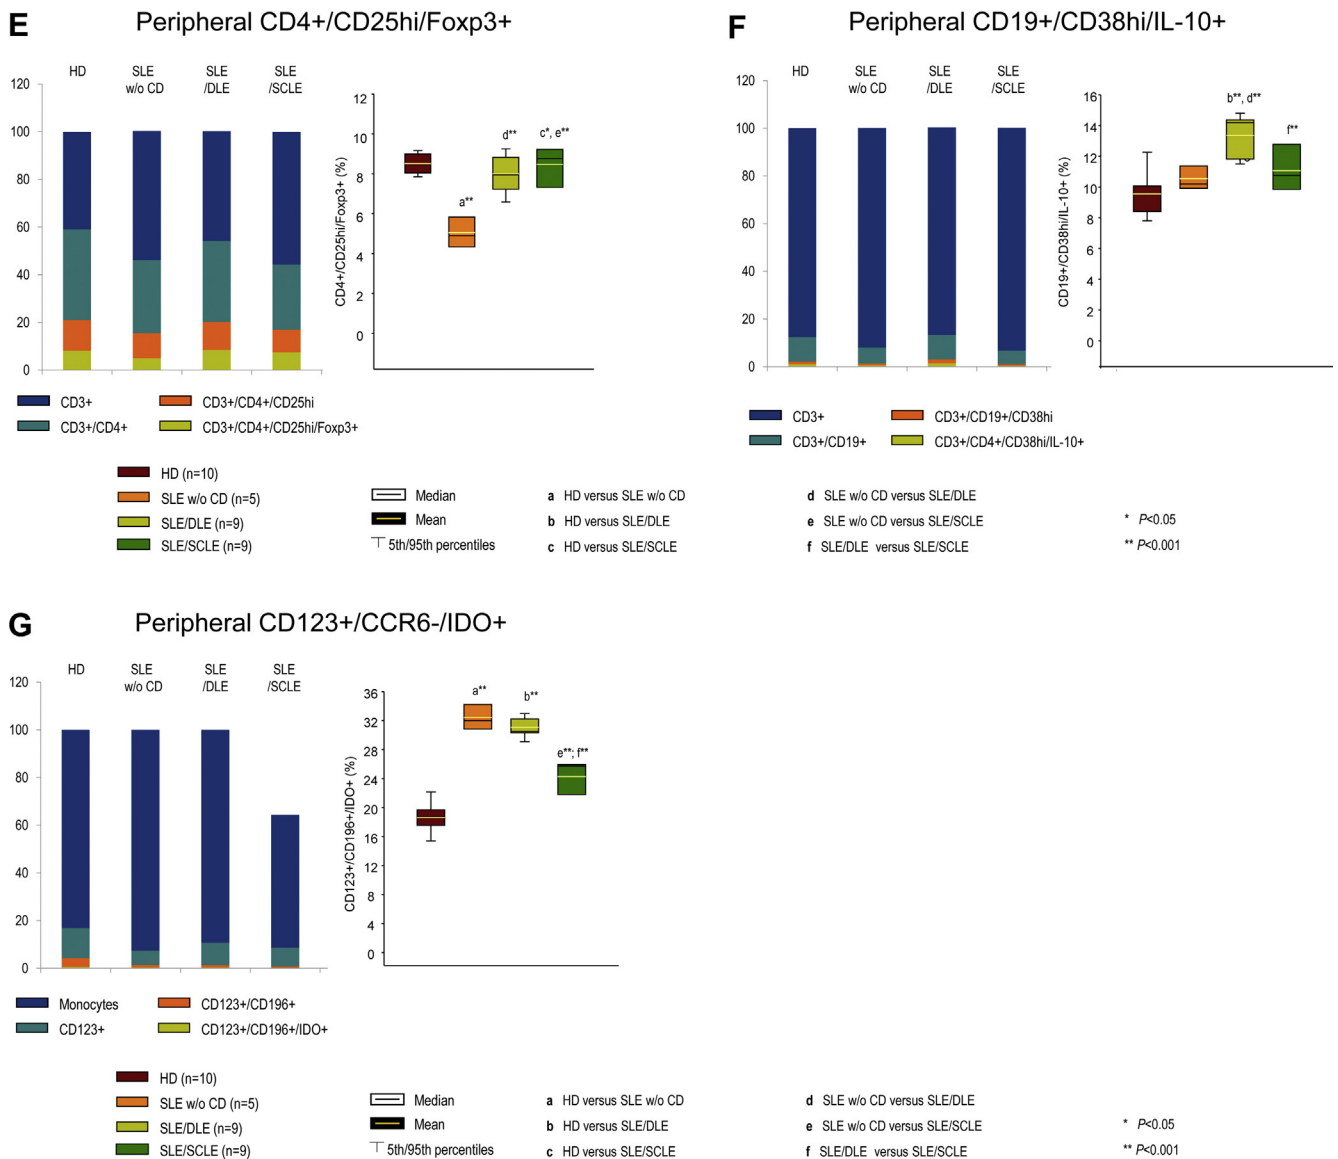 E Peripheral CD4+/CD25hi/Foxp3+
HD SLE w/o CD SLE /DLE SLE /SCLE
120
100
80
60
40
20
0
CD4+/CD25hi/Foxp3+ (%)
12
10
8
6
4
2
0
a**
d**
c*, e**
CD3+ CD3+/CD4+/CD25hi
CD3+/CD4+ CD3+/CD4+/CD25hi/Foxp3+
F Peripheral CD19+/CD38hi/IL-10+
HD SLE w/o CD SLE /DLE SLE /SCLE
120
100
80
60
40
20
0
CD19+/CD38hi/IL-10+ (%)
16
14
12
10
8
6
4
2
0
b**, d**
f**
CD3+ CD3+/CD19+/CD38hi
CD3+/CD19+ CD3+/CD4+/CD38hi/IL-10+
HD (n=10)
SLE w/o CD (n=5)
SLE/DLE (n=9)
SLE/SCLE (n=9)
Median
Mean
5th/95th percentiles
a HD versus SLE w/o CD
b HD versus SLE/DLE
c HD versus SLE/SCLE
d SLE w/o CD versus SLE/DLE
e SLE w/o CD versus SLE/SCLE
f SLE/DLE versus SLE/SCLE
* P<0.05
** P<0.001
G Peripheral CD123+/CCR6-/IDO+
HD SLE w/o CD SLE /DLE SLE /SCLE
120
100
80
60
40
20
0
CD123+/CD196+/IDO+ (%)
36
32
28
24
20
16
12
8
4
0
a**
b**
e**; f**
Monocytes CD123+/CD196+
CD123+ CD123+/CD196+/IDO+
HD (n=10)
SLE w/o CD (n=5)
SLE/DLE (n=9)
SLE/SCLE (n=9)
Median
Mean
5th/95th percentiles
a HD versus SLE w/o CD
b HD versus SLE/DLE
c HD versus SLE/SCLE
d SLE w/o CD versus SLE/DLE
e SLE w/o CD versus SLE/SCLE
f SLE/DLE versus SLE/SCLE
* P<0.05
** P<0.001